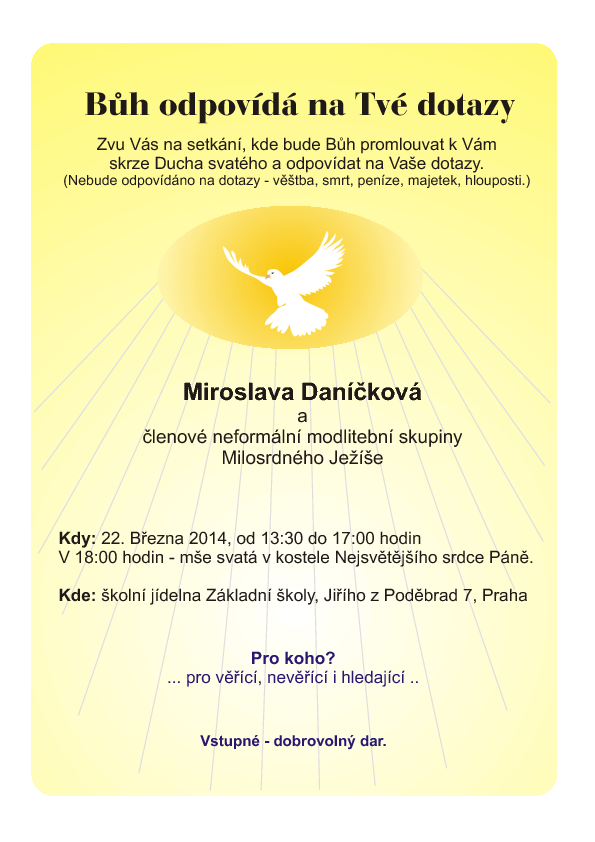 Bůh odpovídá na Tvé dotazy
Zvu Vás na setkání, kde bude Bůh promlouvat k Vám
skrze Ducha svatého a odpovídat na Vaše dotazy.
(Nebude odpovídáno na dotazy - věštba, smrt, peníze, majetek, hlouposti.)
Miroslava Daníčková
a
členové neformální modlitební skupiny
Milosrdného Ježíše
Kdy: 22. Března 2014, od 13:30 do 17:00 hodin
V 18:00 hodin - mše svatá v kostele Nejsvětějšího srdce Páně.
Kde: školní jídelna Základní školy, Jiřího z Poděbrad 7, Praha
Pro koho?
... pro věřící, nevěřící i hledající ..
Vstupné - dobrovolný dar.